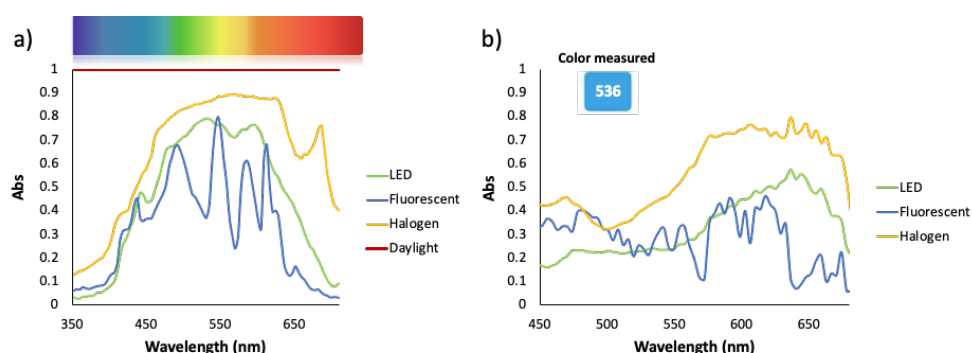 a)
Abs
1
0.9
0.8
0.7
0.6
0.5
0.4
0.3
0.2
0.1
0
350 450 550 650
Wavelength (nm)
LED
Fluorescent
Halogen
Daylight
b)
Color measured
536
Abs
1
0.9
0.8
0.7
0.6
0.5
0.4
0.3
0.2
0.1
0
450 500 550 600 650
Wavelength (nm)
LED
Fluorescent
Halogen